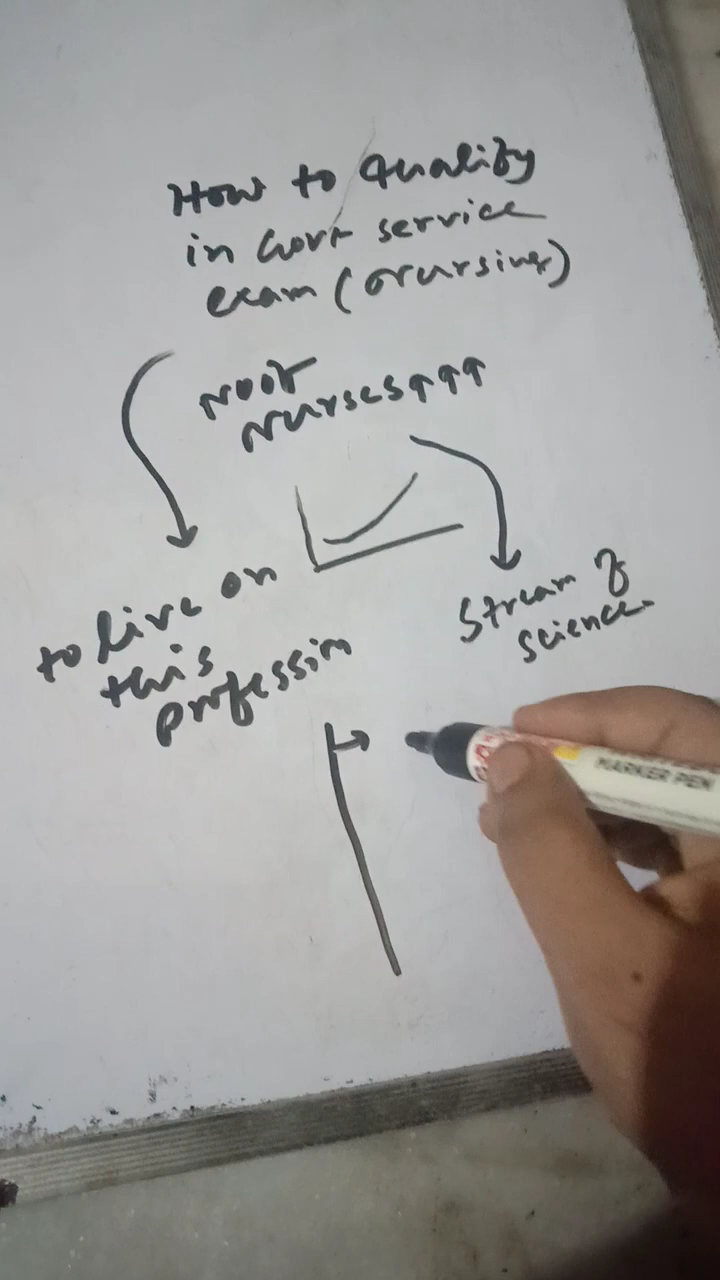 How to Qualify
in Govt service
exam (Nursing)
Noof
Nurses↑↑↑
to live on
this
profession
Stream of
science.
MARKER PEN